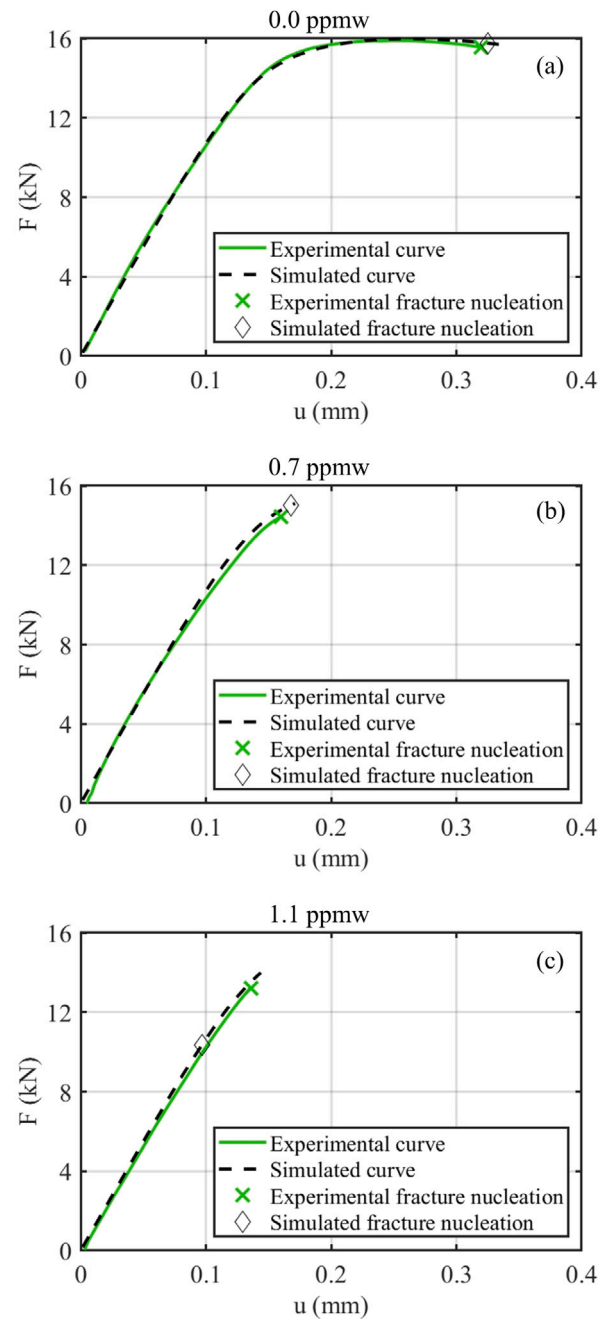 0.0 ppmw
16
(a)
12
F (kN)
8
Experimental curve
Simulated curve
4
Experimental fracture nucleation
Simulated fracture nucleation
0
0 0.1 0.2 0.3 0.4
u (mm)
0.7 ppmw
16
(b)
12
F (kN)
8
Experimental curve
Simulated curve
4
Experimental fracture nucleation
Simulated fracture nucleation
0
0 0.1 0.2 0.3 0.4
u (mm)
1.1 ppmw
16
(c)
12
F (kN)
8
Experimental curve
Simulated curve
4
Experimental fracture nucleation
Simulated fracture nucleation
0
0 0.1 0.2 0.3 0.4
u (mm)